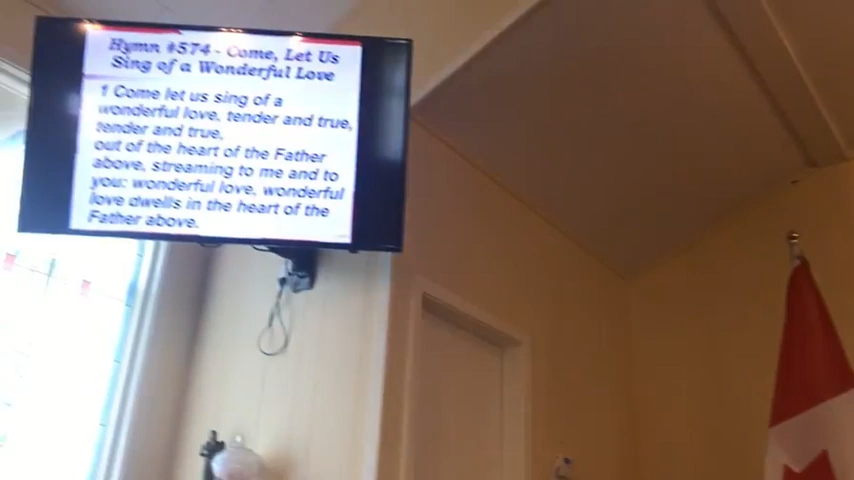 Hymn #574 - Come, Let Us
Sing of a Wonderful Love
1 Come let us sing of a
wonderful love, tender and true,
tender and true,
out of the heart of the Father
above, streaming to me and to
you: wonderful love, wonderful
love dwells in the heart of the
Father above.